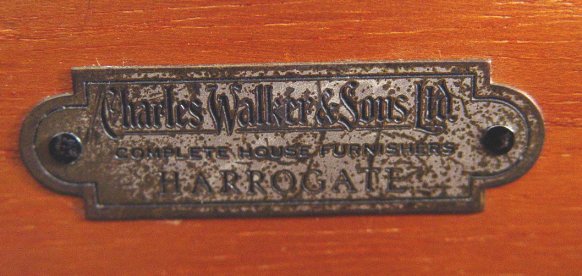 Charles Walker & Sons Ltd.
COMPLETE HOUSE FURNISHERS
HARROGATE